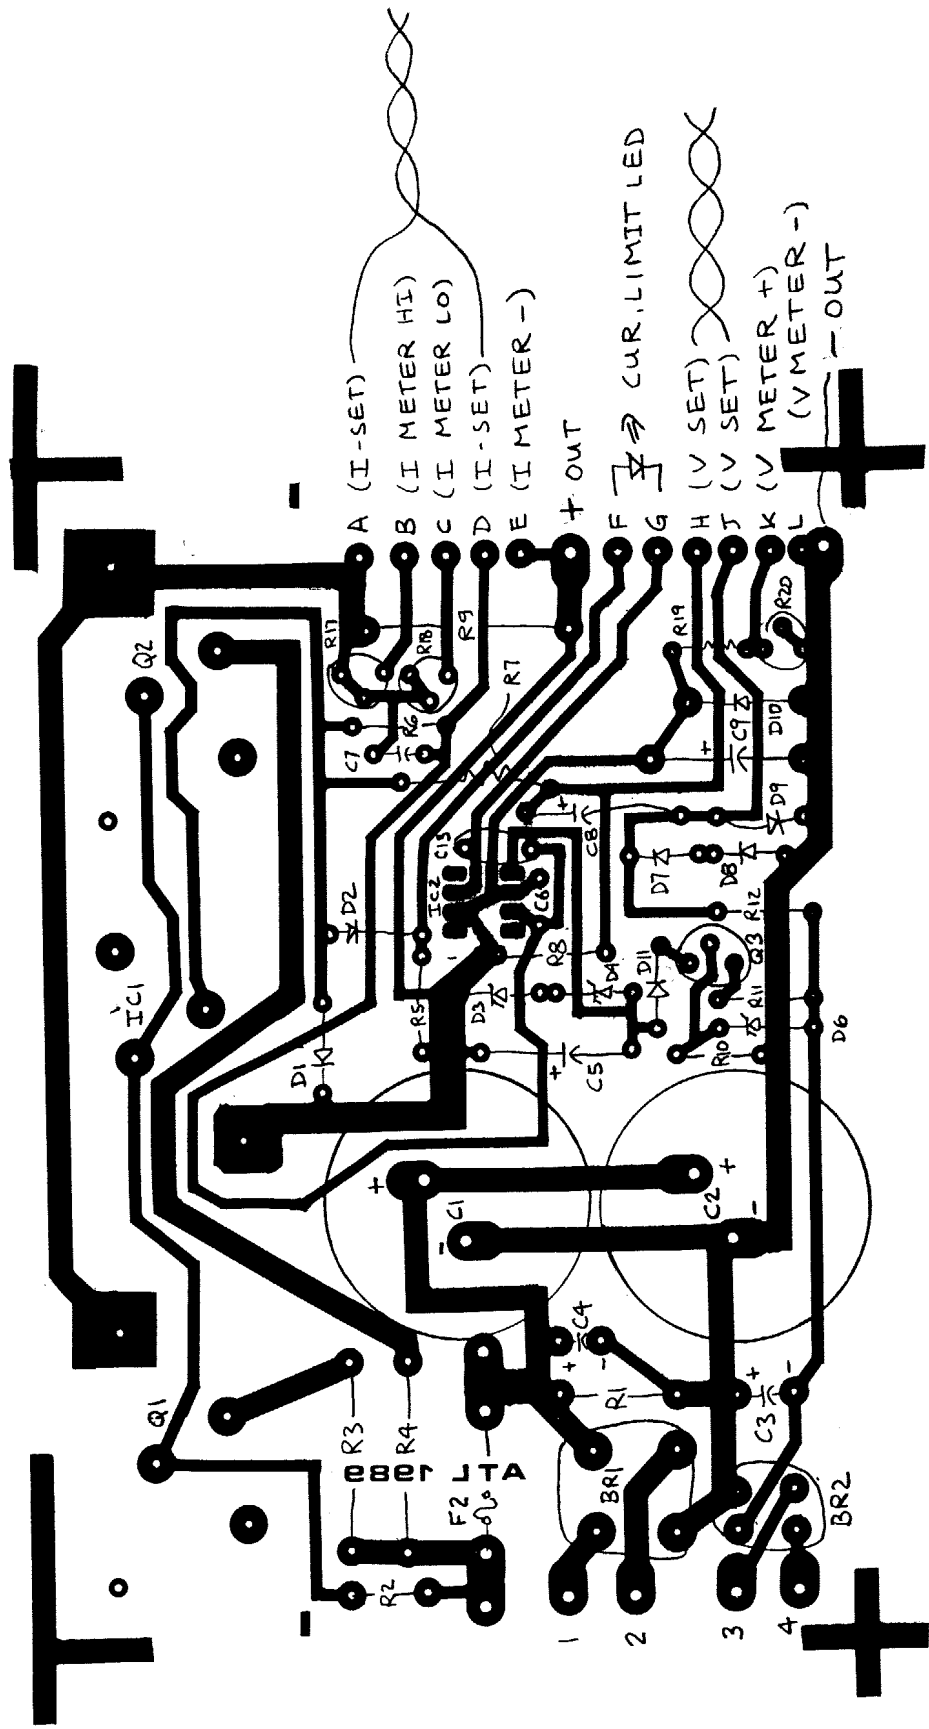 A (I-SET)
B (I METER HI)
C (I METER LO)
D (I-SET)
E (I METER -)
+ OUT
F
G
CUR. LIMIT LED
H (V SET)
J (V SET)
K (V METER +)
L (V METER -)
- OUT
Q2
R17
R18
R9
R19
R20
C7
R6
R7
+
C9
D10
C13
+
C8
D9
IC2
C6
D7
D8
D2
R12
1
R8
Q3
IC1
D4
D11
R5
D3
R11
D1
+
C5
R10
D6
+
C1
-
+
C2
-
+
C4
-
+
C3
-
R1
Q1
R3
R4
ATL 1989
F2
BR1
BR2
R2
1
2
3
4